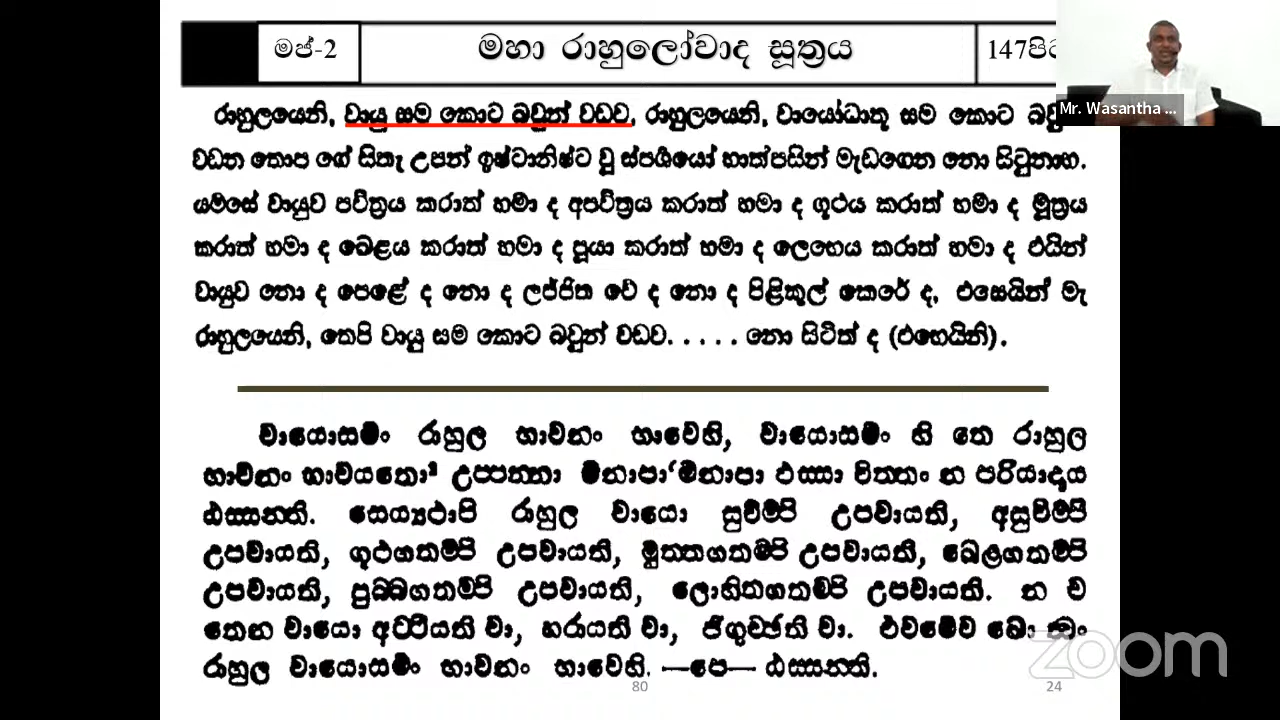 මජ්-2
මහා රාහුලෝවාද සූත්‍රය
147පි
Mr. Wasantha ...
රාහුලයෙනි, වායු සම කොට බවුන් වඩව, රාහුලයෙනි, වායෝධාතු සම කොට
වඩන තොප ගේ සිතැ උපන් ඉෂ්ටානිෂ්ට වූ ස්පර්‍ශයෝ භාත්පසින් මැඩගෙන නො සිටුනාහ.
යම්සේ වායුව පවිත්‍රය කරාත් හමා ද අපවිත්‍රය කරාත් හමා ද ගූථය කරාත් හමා ද මූත්‍රය
කරාත් හමා ද ඛෙළය කරාත් හමා ද පූයා කරාත් හමා ද ලෙහෙය කරාත් හමා ද එයින්
වායුව නො ද පෙළේ ද නො ද ලජ්ජිත වේ ද නො ද පිළිකුල් කෙරේ ද, එසෙයින් මැ
රාහුලයෙනි, තෙපි වායු සම කොට බවුන් වඩව. . . . . නො සිටිත් ද (එහෙයිනි).
වායොසමං රාහුල භාවනං භාවෙහි, වායොසමං හි තෙ රාහුල
භාවනං භාවයතො² උප්පන්නා මනාපා'මනාපා ඵස්සා චිත්තං න පරියාදාය
ඨස්සන්ති. සෙය්‍යථාපි රාහුල වායො සුචිම්පි උපවායති, අසුචිම්පි
උපවායති, ගූථගතම්පි උපවායති, මුත්තගතම්පි උපවායති, ඛෙළගතම්පි
උපවායති, පුබ්බගතම්පි උපවායති, ලොහිතගතම්පි උපවායති. න ච
තෙන වායො අට්ටියති වා, හරායති වා, ජිගුච්ඡති වා. එවමෙව ඛො ත්වං
රාහුල වායොසමං භාවනං භාවෙහි. —පෙ— ඨස්සන්ති.
zoom
80
24